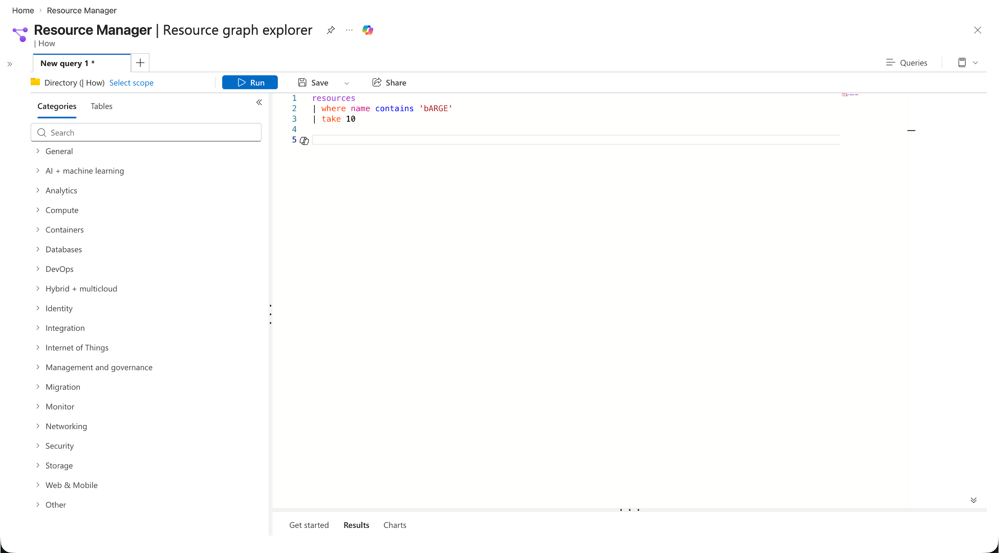 Home > Resource Manager
Resource Manager | Resource graph explorer
| How
New query 1 *
Queries
Directory (| How) Select scope
Run
Save
Share
Categories
Tables
Search
General
AI + machine learning
Analytics
Compute
Containers
Databases
DevOps
Hybrid + multicloud
Identity
Integration
Internet of Things
Management and governance
Migration
Monitor
Networking
Security
Storage
Web & Mobile
Other
1 resources
2 | where name contains 'bARGE'
3 | take 10
4
5
Get started
Results
Charts